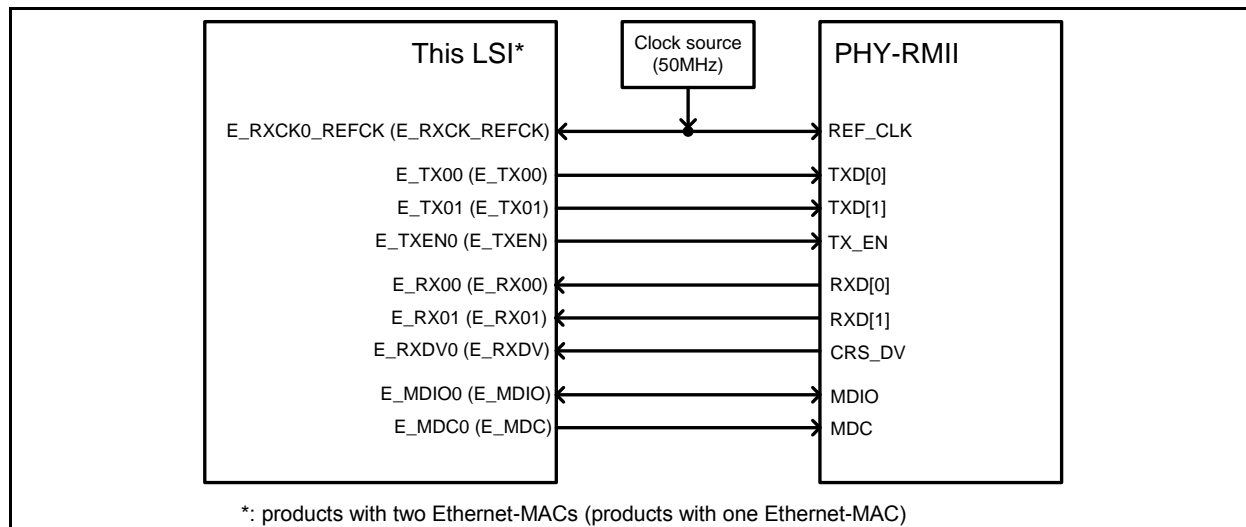 This LSI*
Clock source
(50MHz)
PHY-RMII
E_RXCK0_REFCK (E_RXCK_REFCK)
REF_CLK
E_TX00 (E_TX00)
TXD[0]
E_TX01 (E_TX01)
TXD[1]
E_TXEN0 (E_TXEN)
TX_EN
E_RX00 (E_RX00)
RXD[0]
E_RX01 (E_RX01)
RXD[1]
E_RXDV0 (E_RXDV)
CRS_DV
E_MDIO0 (E_MDIO)
MDIO
E_MDC0 (E_MDC)
MDC
*: products with two Ethernet-MACs (products with one Ethernet-MAC)